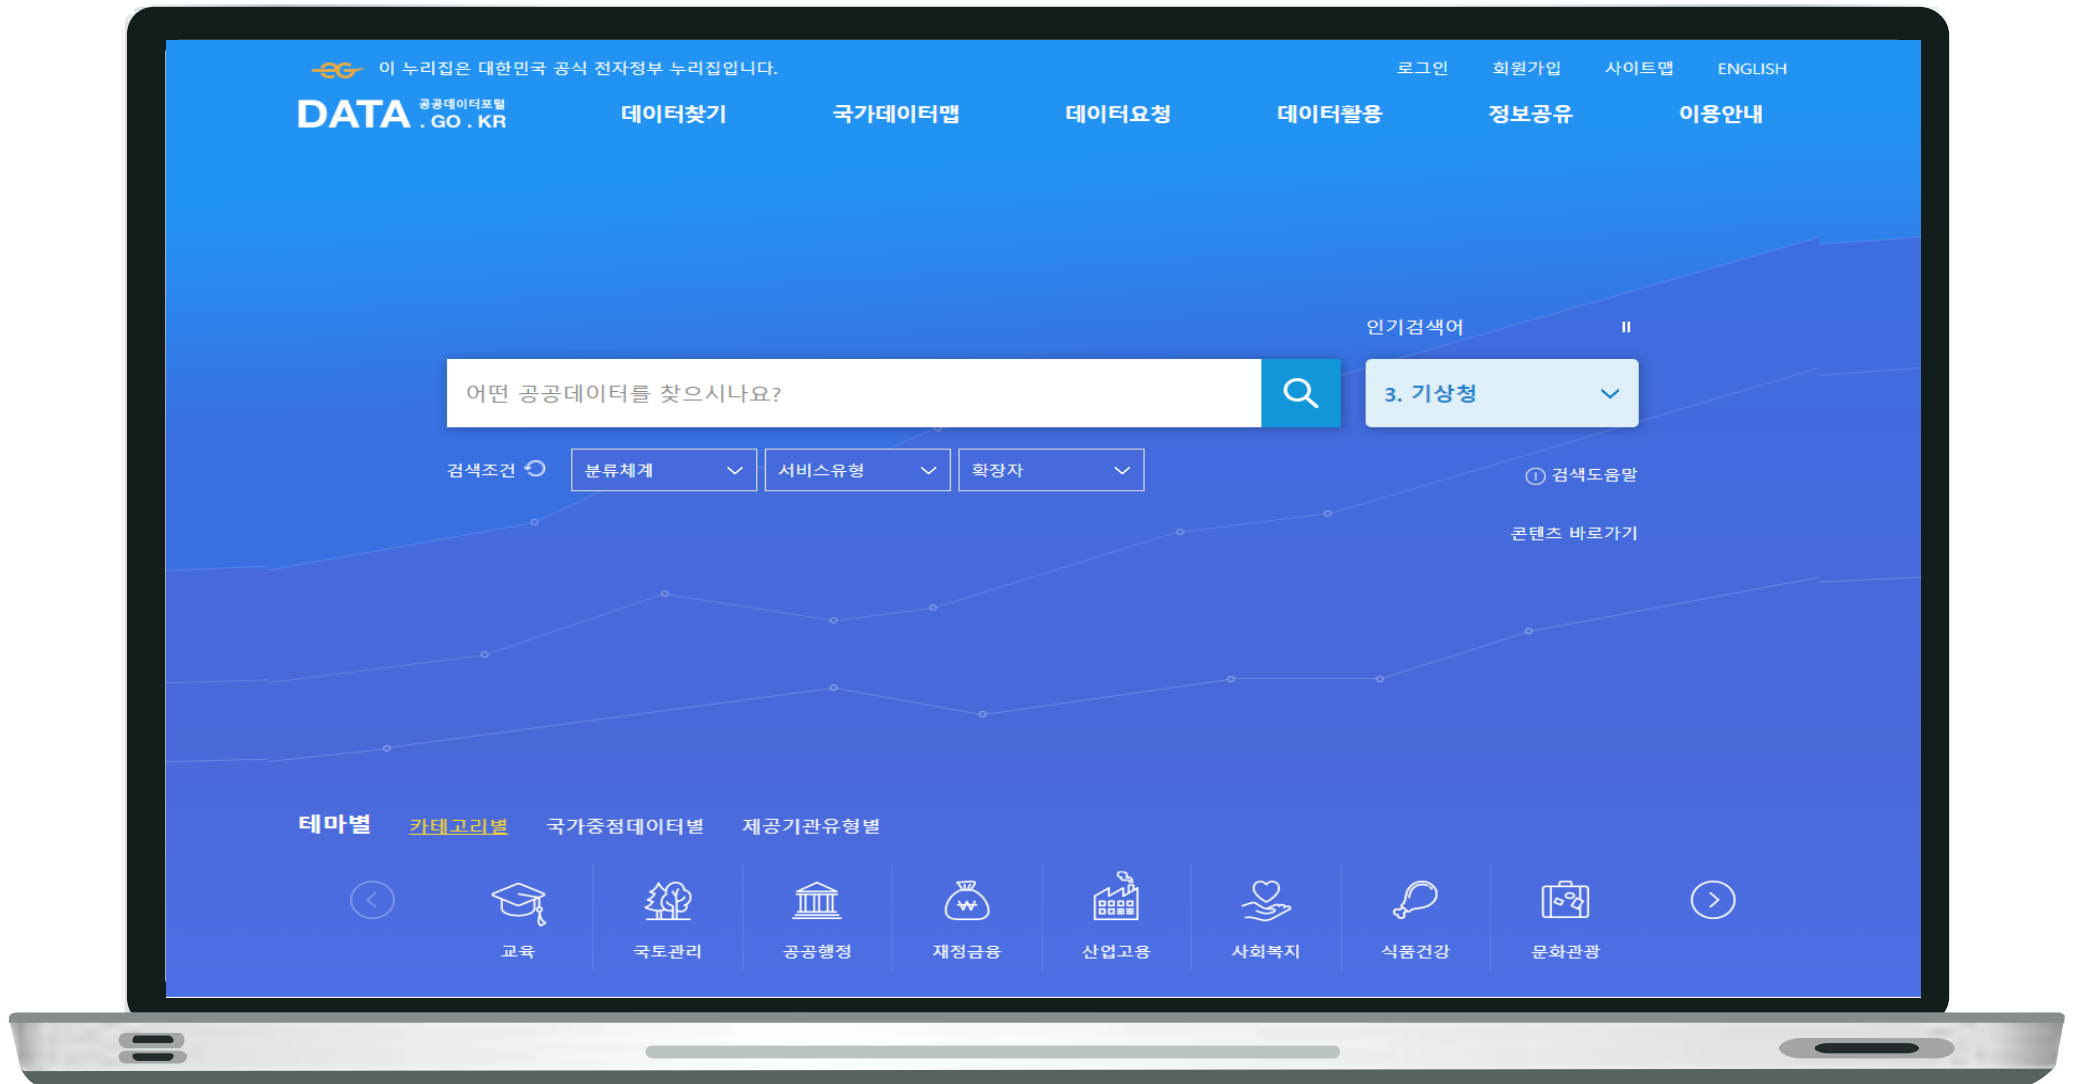 이 누리집은 대한민국 공식 전자정부 누리집입니다.
로그인 회원가입 사이트맵 ENGLISH
DATA 공공데이터포털 . GO . KR
데이터찾기 국가데이터맵 데이터요청 데이터활용 정보공유 이용안내
인기검색어
어떤 공공데이터를 찾으시나요?
3. 기상청
검색조건 분류체계 서비스유형 확장자
검색도움말
콘텐츠 바로가기
테마별 카테고리별 국가중점데이터별 제공기관유형별
교육 국토관리 공공행정 재정금융 산업고용 사회복지 식품건강 문화관광